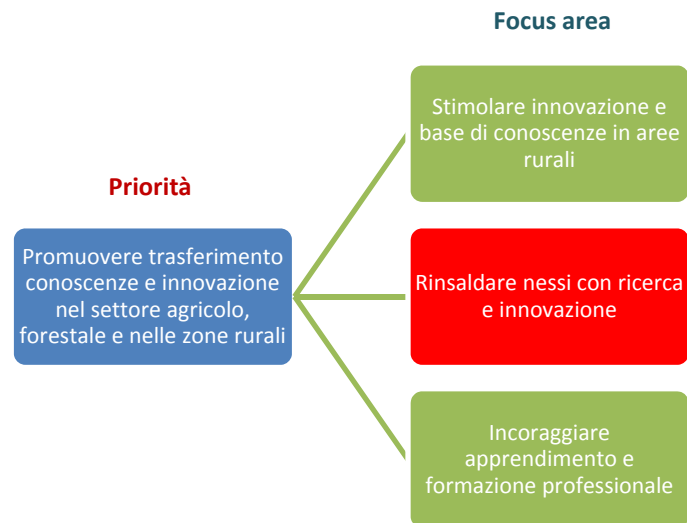 Focus area
Stimolare innovazione e
base di conoscenze in aree
rurali
Priorità
Promuovere trasferimento
conoscenze e innovazione
nel settore agricolo,
forestale e nelle zone rurali
Rinsaldare nessi con ricerca
e innovazione
Incoraggiare
apprendimento e
formazione professionale